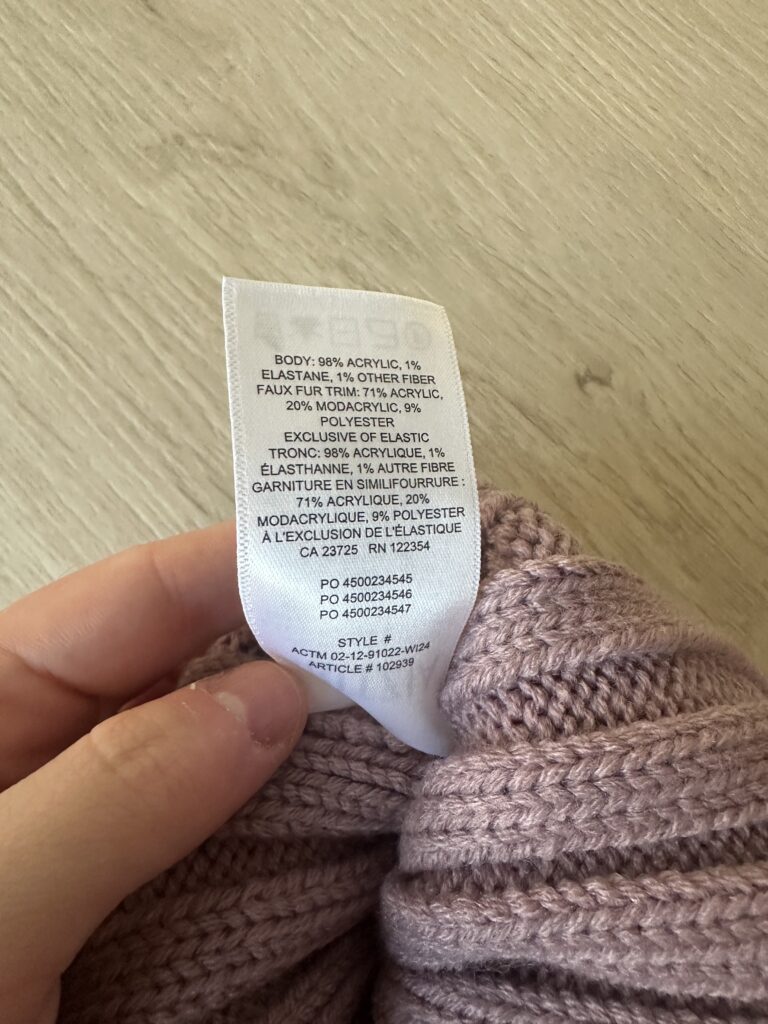 BODY: 98% ACRYLIC, 1%
ELASTANE, 1% OTHER FIBER
FAUX FUR TRIM: 71% ACRYLIC,
20% MODACRYLIC, 9%
POLYESTER
EXCLUSIVE OF ELASTIC
TRONC: 98% ACRYLIQUE, 1%
ÉLASTHANNE, 1% AUTRE FIBRE
GARNITURE EN SIMILIFOURRURE :
71% ACRYLIQUE, 20%
MODACRYLIQUE, 9% POLYESTER
À L'EXCLUSION DE L'ÉLASTIQUE
CA 23725 RN 122354
PO 4500234545
PO 4500234546
PO 4500234547
STYLE #
ACTM 02-12-91022-WI24
ARTICLE # 102939